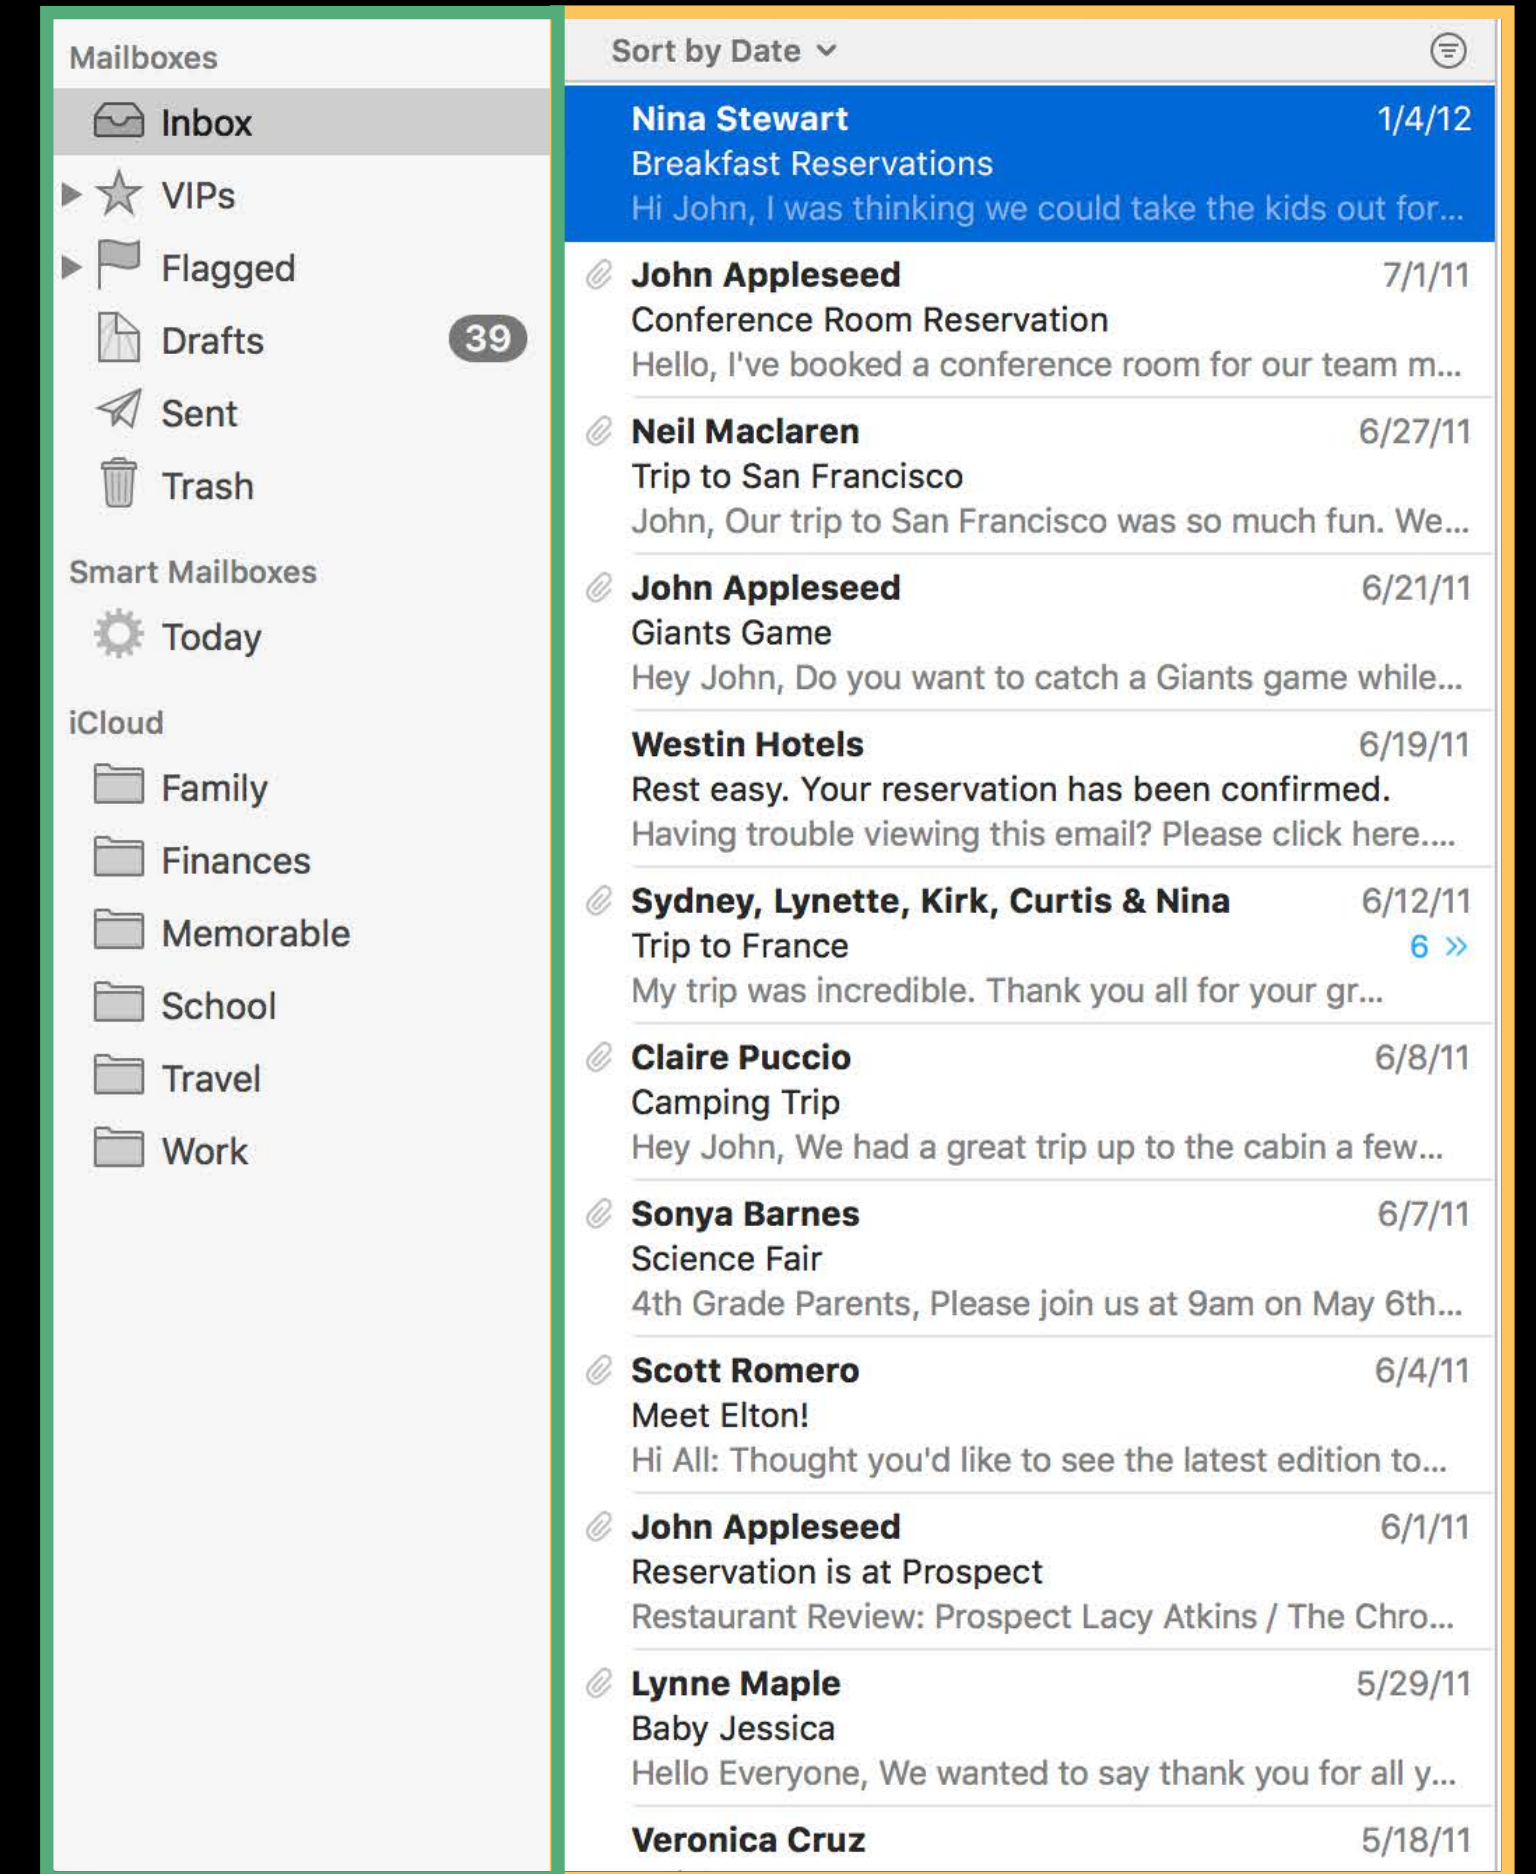 Mailboxes
Inbox
VIPs
Flagged
Drafts 39
Sent
Trash
Smart Mailboxes
Today
iCloud
Family
Finances
Memorable
School
Travel
Work
Sort by Date
Nina Stewart 1/4/12
Breakfast Reservations
Hi John, I was thinking we could take the kids out for...
John Appleseed 7/1/11
Conference Room Reservation
Hello, I've booked a conference room for our team m...
Neil Maclaren 6/27/11
Trip to San Francisco
John, Our trip to San Francisco was so much fun. We...
John Appleseed 6/21/11
Giants Game
Hey John, Do you want to catch a Giants game while...
Westin Hotels 6/19/11
Rest easy. Your reservation has been confirmed.
Having trouble viewing this email? Please click here....
Sydney, Lynette, Kirk, Curtis & Nina 6/12/11
Trip to France 6 »
My trip was incredible. Thank you all for your gr...
Claire Puccio 6/8/11
Camping Trip
Hey John, We had a great trip up to the cabin a few...
Sonya Barnes 6/7/11
Science Fair
4th Grade Parents, Please join us at 9am on May 6th...
Scott Romero 6/4/11
Meet Elton!
Hi All: Thought you'd like to see the latest edition to...
John Appleseed 6/1/11
Reservation is at Prospect
Restaurant Review: Prospect Lacy Atkins / The Chro...
Lynne Maple 5/29/11
Baby Jessica
Hello Everyone, We wanted to say thank you for all y...
Veronica Cruz 5/18/11